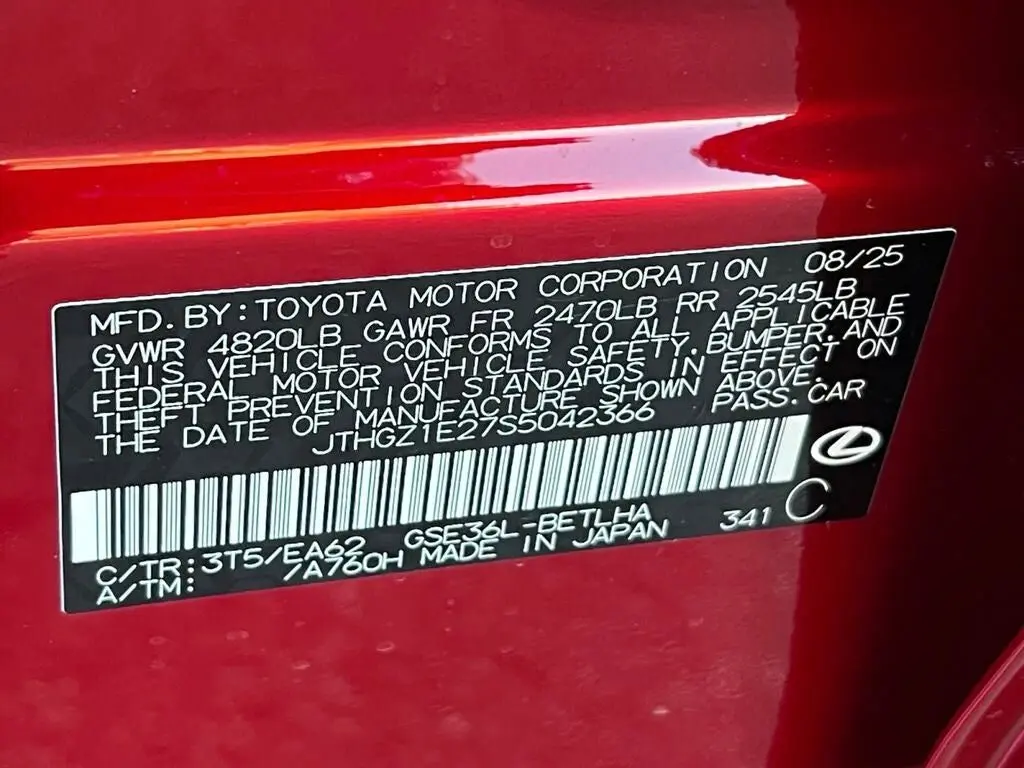 MFD.BY:TOYOTA MOTOR CORPORATION 08/25
GVWR 4820LB GAWR FR 2470LB RR 2545LB
THIS VEHICLE CONFORMS TO ALL APPLICABLE
FEDERAL MOTOR VEHICLE SAFETY,BUMPER,AND
THEFT PREVENTION STANDARDS IN EFFECT ON
THE DATE OF MANUFACTURE SHOWN ABOVE.
JTHGZ1E27S5042366 PASS.CAR
C/TR:3T5/EA62 GSE36L-BETLHA 341 C
A/TM: /A760H MADE IN JAPAN